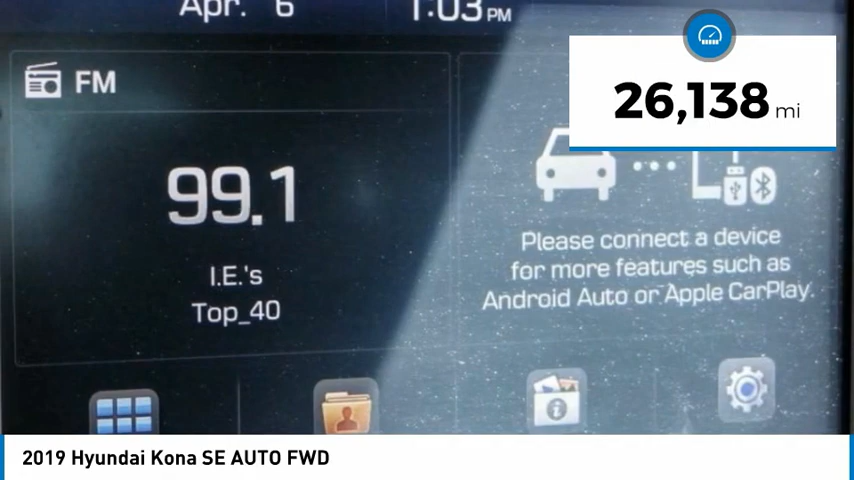 Apr. 6 1:03 PM
FM
26,138 mi
99.1
I.E.'s
Top_40
Please connect a device
for more features such as
Android Auto or Apple CarPlay.
2019 Hyundai Kona SE AUTO FWD